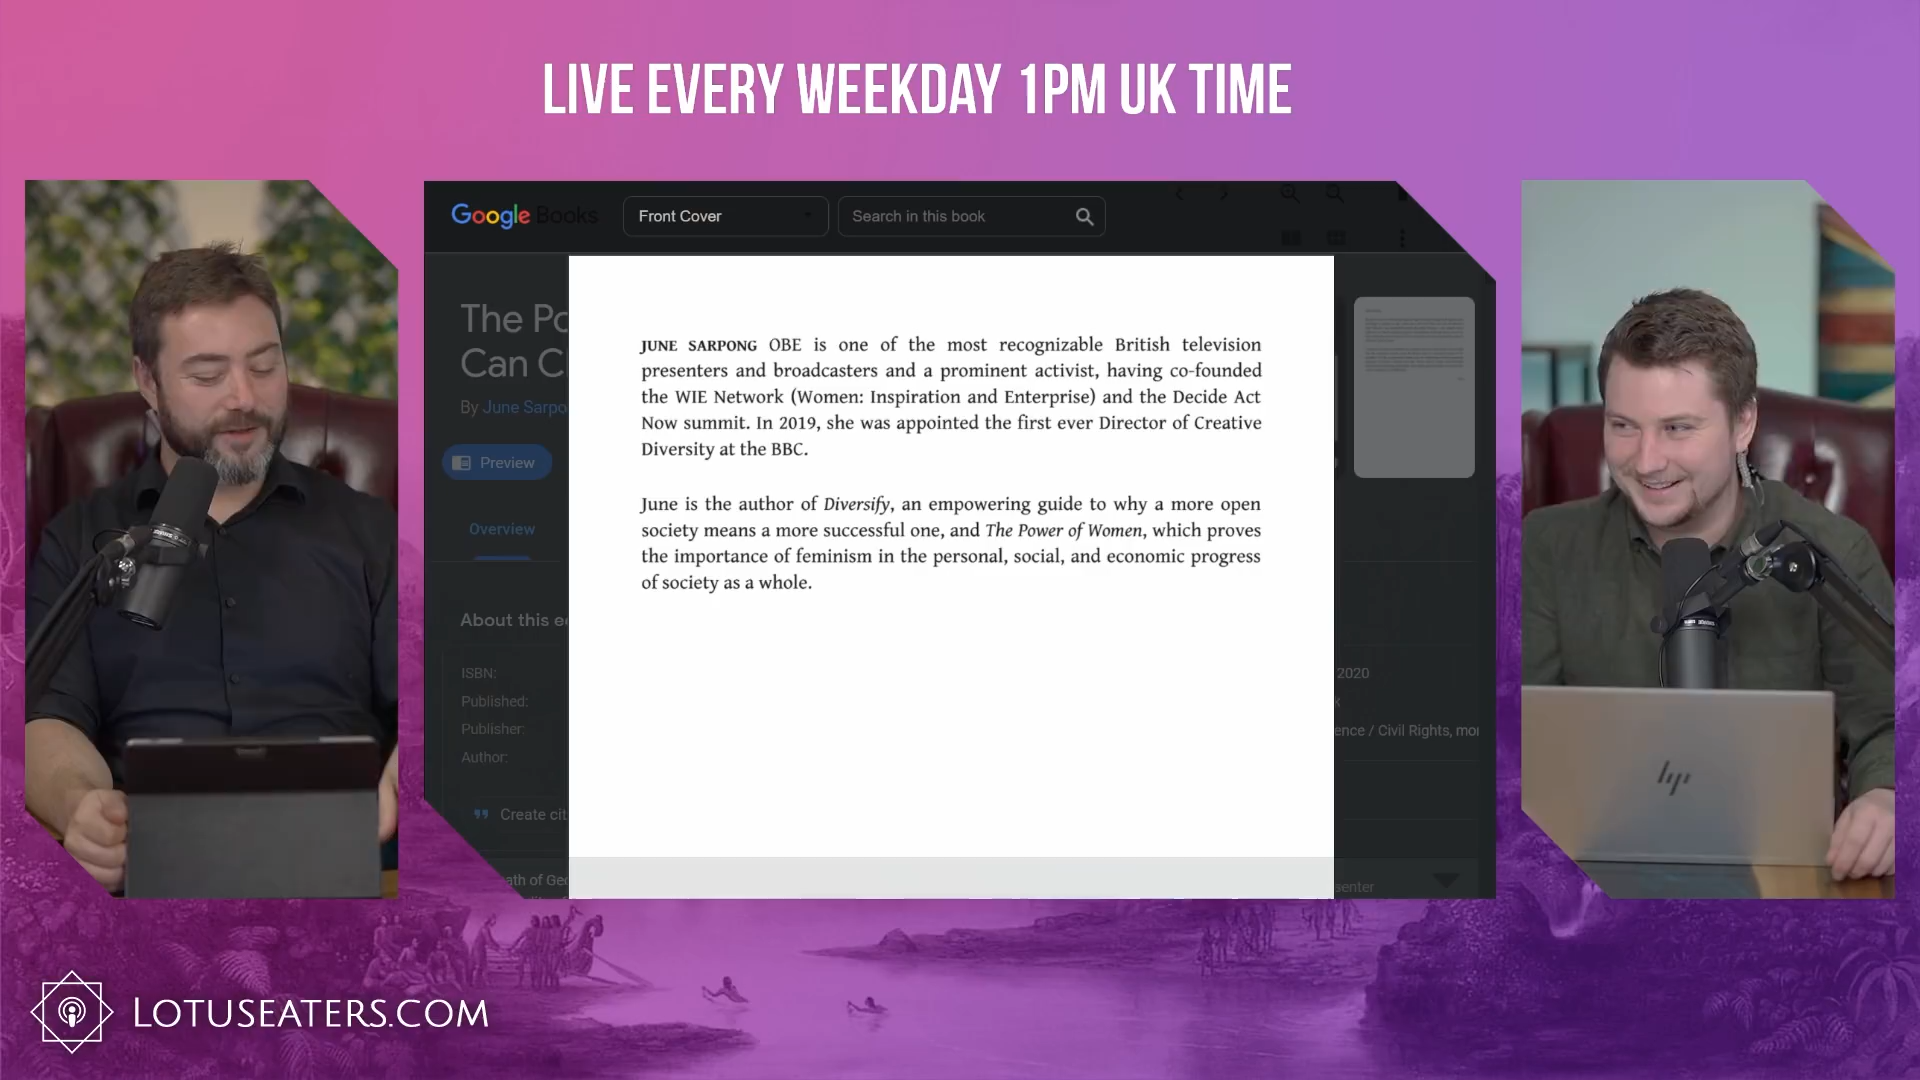 LIVE EVERY WEEKDAY 1PM UK TIME
Google Books
Front Cover
Search in this book
The Po
Can C
By June Sarpo
Preview
Overview
About this e
ISBN:
Published:
Publisher:
Author:
Create cit
ath of Geo
JUNE SARPONG OBE is one of the most recognizable British television
presenters and broadcasters and a prominent activist, having co-founded
the WIE Network (Women: Inspiration and Enterprise) and the Decide Act
Now summit. In 2019, she was appointed the first ever Director of Creative
Diversity at the BBC.
June is the author of Diversify, an empowering guide to why a more open
society means a more successful one, and The Power of Women, which proves
the importance of feminism in the personal, social, and economic progress
of society as a whole.
2020
k
ence / Civil Rights, mor
senter
hp
LOTUSEATERS.COM